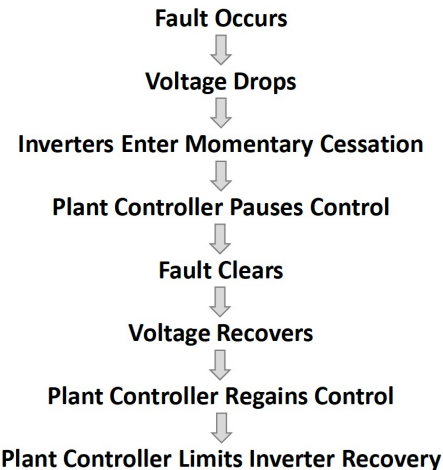 Fault Occurs
Voltage Drops
Inverters Enter Momentary Cessation
Plant Controller Pauses Control
Fault Clears
Voltage Recovers
Plant Controller Regains Control
Plant Controller Limits Inverter Recovery